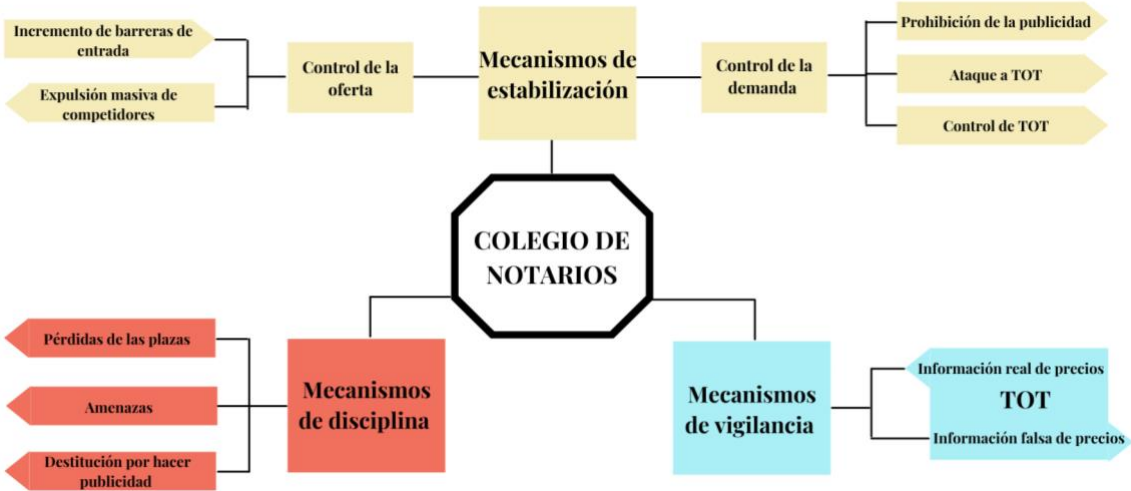 Incremento de barreras de
entrada
Expulsión masiva de
competidores
Control de la
oferta
Mecanismos de
estabilización
Control de la
demanda
Prohibición de la publicidad
Ataque a TOT
Control de TOT
COLEGIO DE
NOTARIOS
Pérdidas de las plazas
Amenazas
Destitución por hacer
publicidad
Mecanismos
de disciplina
Mecanismos
de vigilancia
Información real de precios
TOT
Información falsa de precios